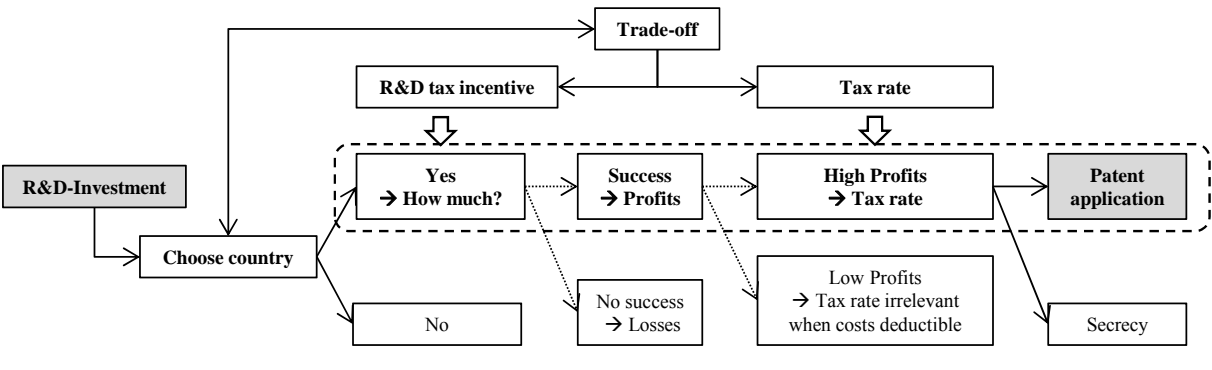 Trade-off
R&D tax incentive
Tax rate
R&D-Investment
Choose country
Yes
→ How much?
No
Success
→ Profits
No success
→ Losses
High Profits
→ Tax rate
Low Profits
→ Tax rate irrelevant
when costs deductible
Patent
application
Secrecy